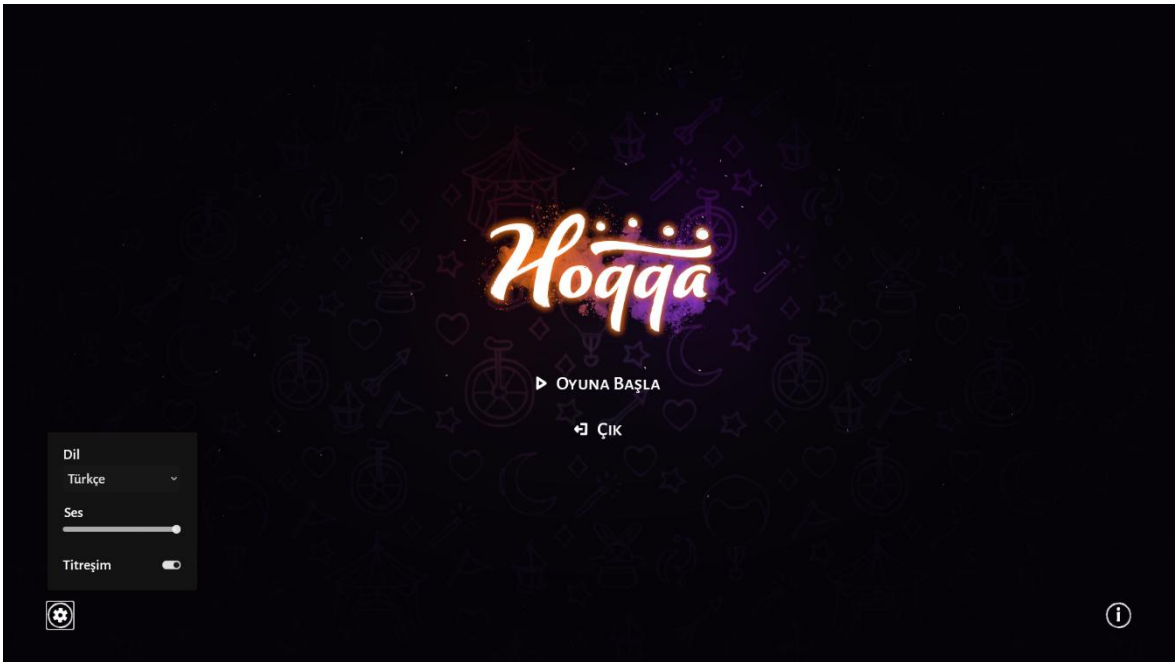 Hoqqa
Oyuna Başla
Çık
Dil
Türkçe
Ses
Titreşim
i